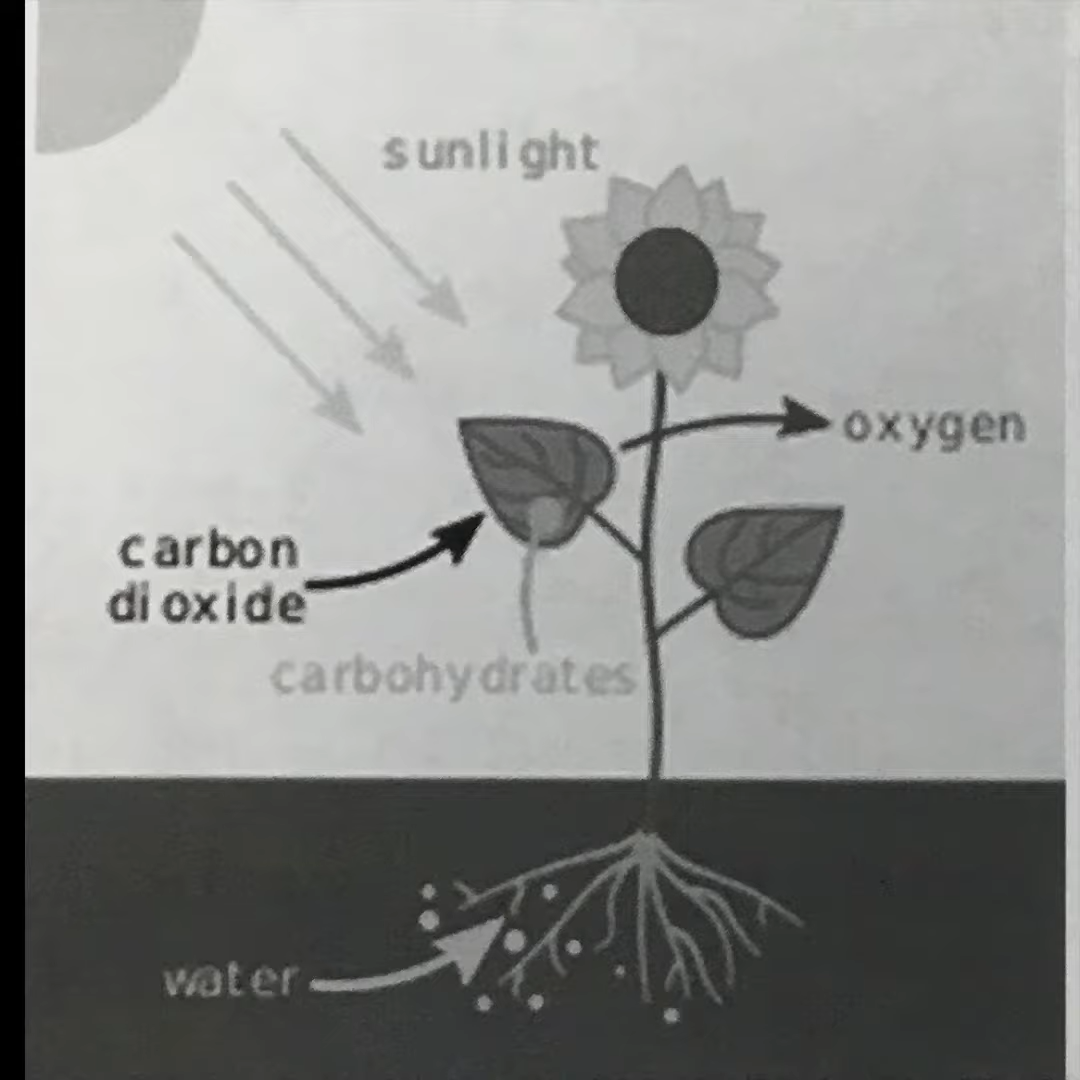 sunlight
oxygen
carbon
dioxide
carbohydrates
water